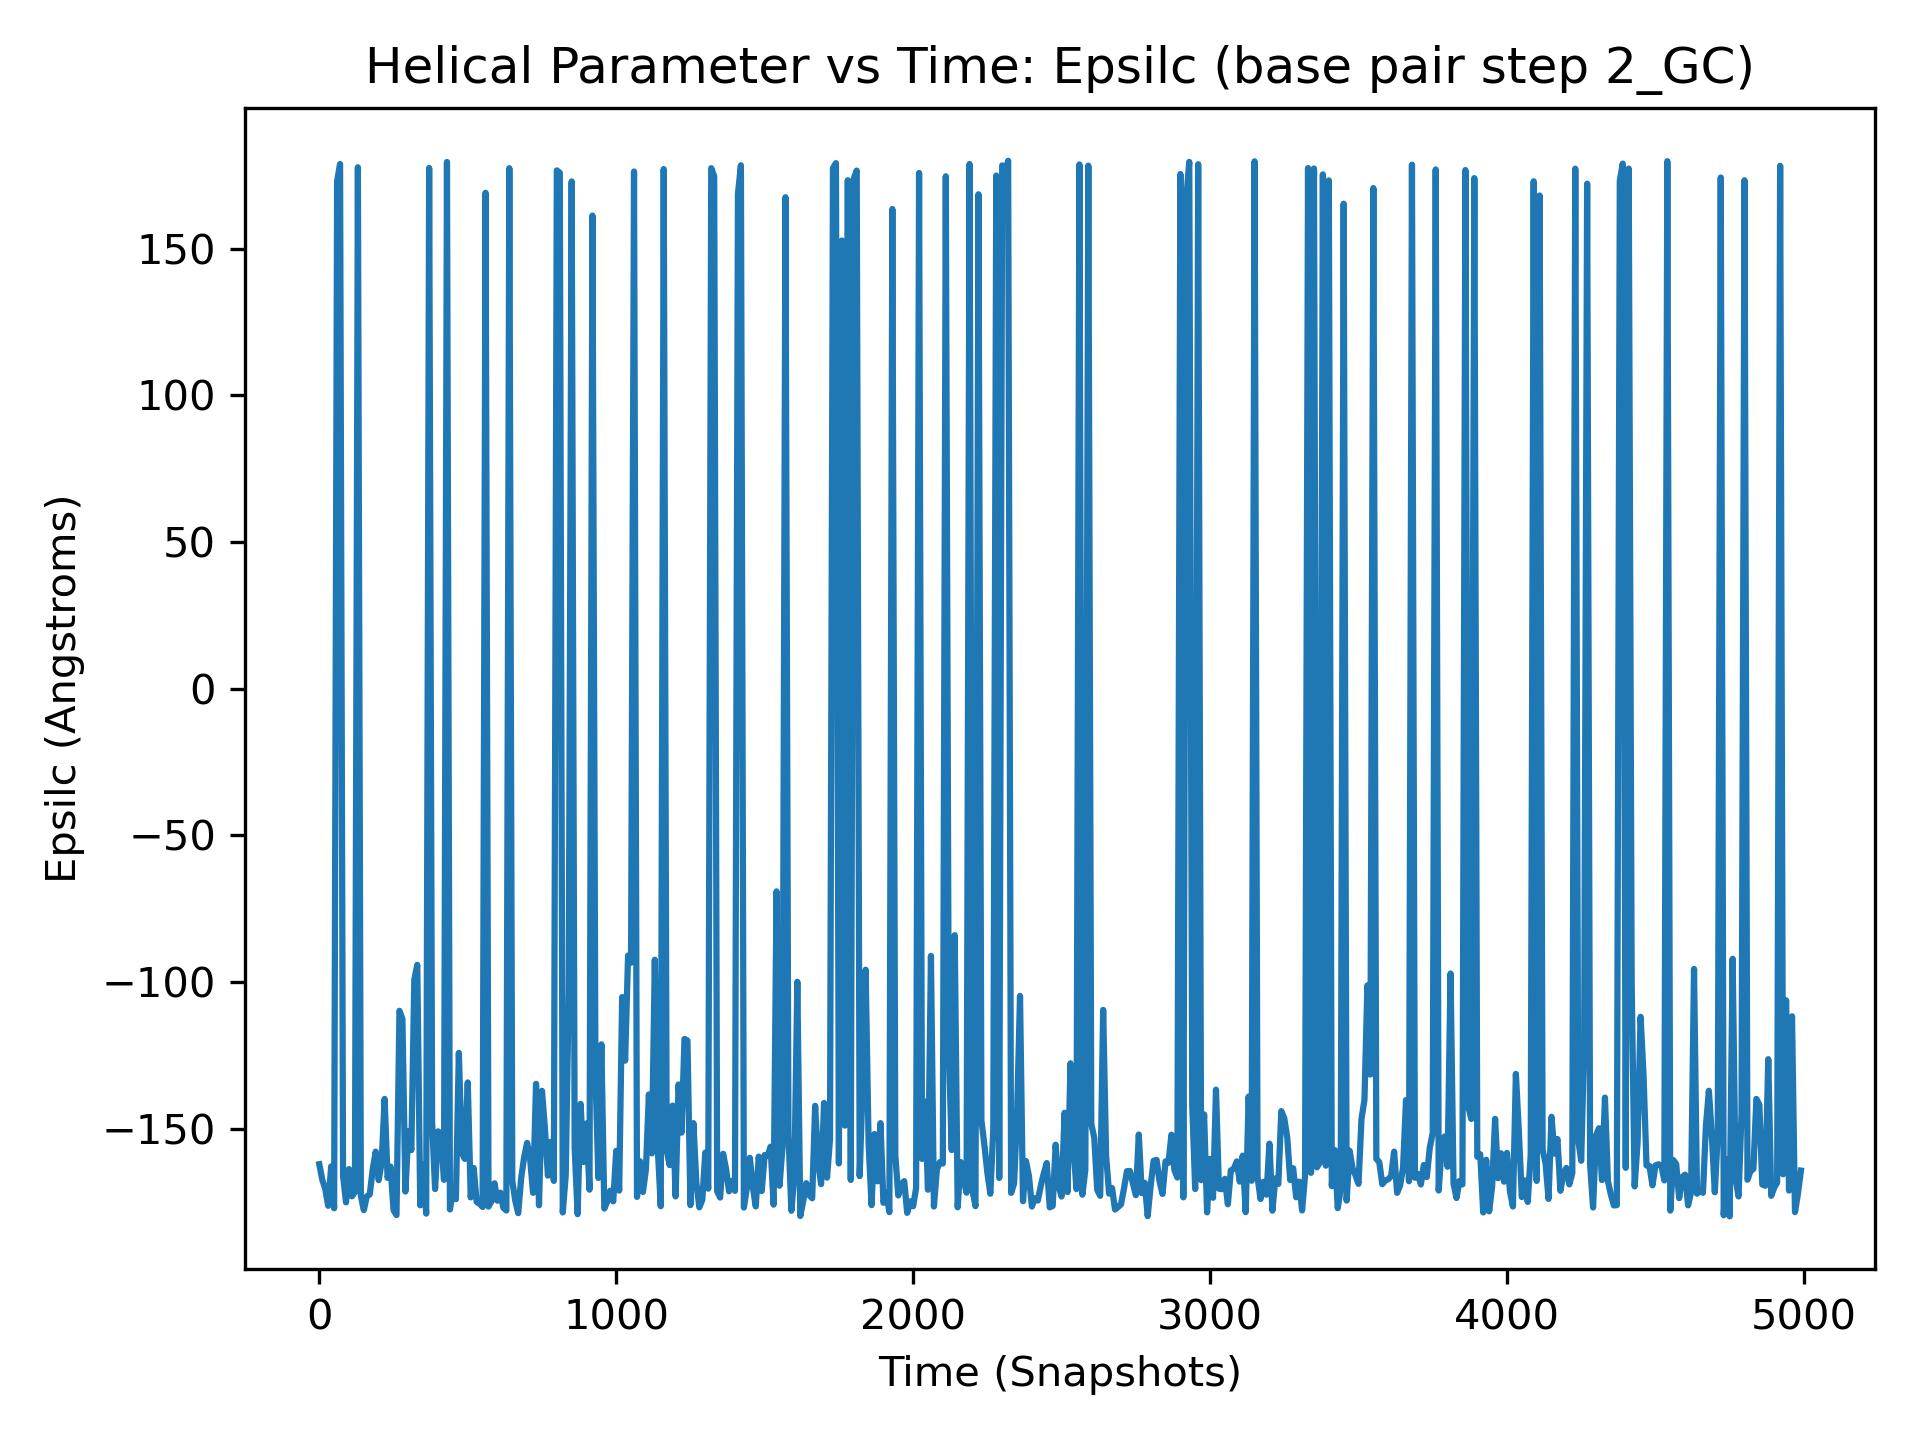 Helical Parameter vs Time: Epsilc (base pair step 2_GC)
150
100
50
0
−50
−100
−150
Epsilc (Angstroms)
0 1000 2000 3000 4000 5000
Time (Snapshots)